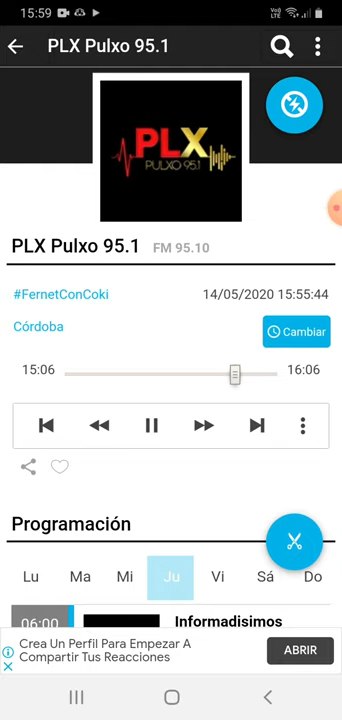 15:59
Vo))
LTE
PLX Pulxo 95.1
PLX
PULXO 95.1
PLX Pulxo 95.1 FM 95.10
#FernetConCoki 14/05/2020 15:55:44
Córdoba
Cambiar
15:06 16:06
Programación
Lu Ma Mi Ju Vi Sá Do
06:00 Informadisimos
Crea Un Perfil Para Empezar A
Compartir Tus Reacciones
ABRIR